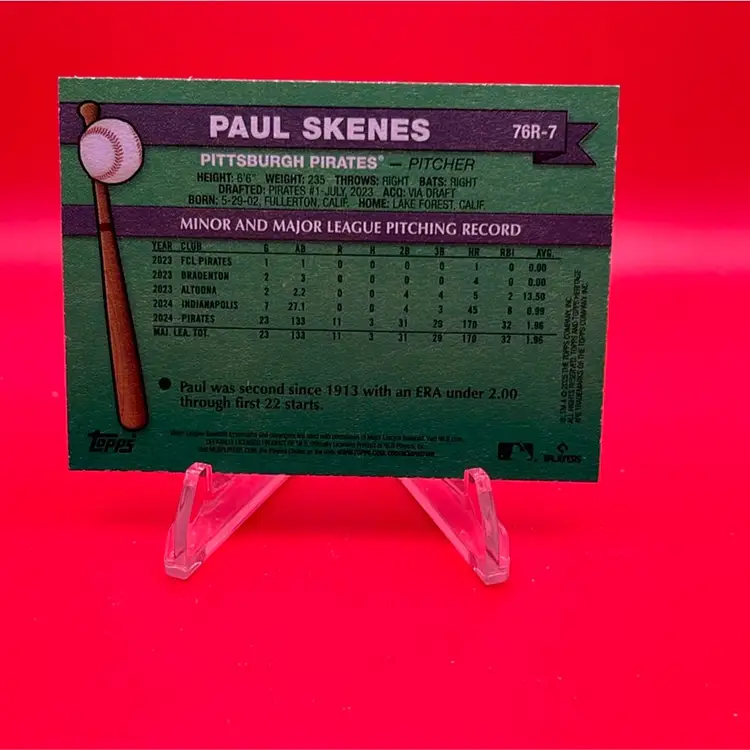 PAUL SKENES
76R-7
PITTSBURGH PIRATES® — PITCHER
HEIGHT: 6'6" WEIGHT: 235 THROWS: RIGHT BATS: RIGHT
DRAFTED: PIRATES #1-JULY, 2023 ACQ: VIA DRAFT
BORN: 5-29-02, FULLERTON, CALIF. HOME: LAKE FOREST, CALIF.
MINOR AND MAJOR LEAGUE PITCHING RECORD
YEAR CLUB G AB R H 2B 3B HR RBI AVG.
2023 FCL PIRATES 1 1 0 0 0 0 1 0 0.00
2023 BRADENTON 2 3 0 0 0 0 4 0 0.00
2023 ALTOONA 2 2.2 0 0 4 4 5 2 13.50
2024 INDIANAPOLIS 7 27.1 0 0 4 3 45 8 0.99
2024 PIRATES 23 133 11 3 31 29 170 32 1.96
MAJ. LEA. TOT. 23 133 11 3 31 29 170 32 1.96
● Paul was second since 1913 with an ERA under 2.00
through first 22 starts.
Topps
PLAYERS